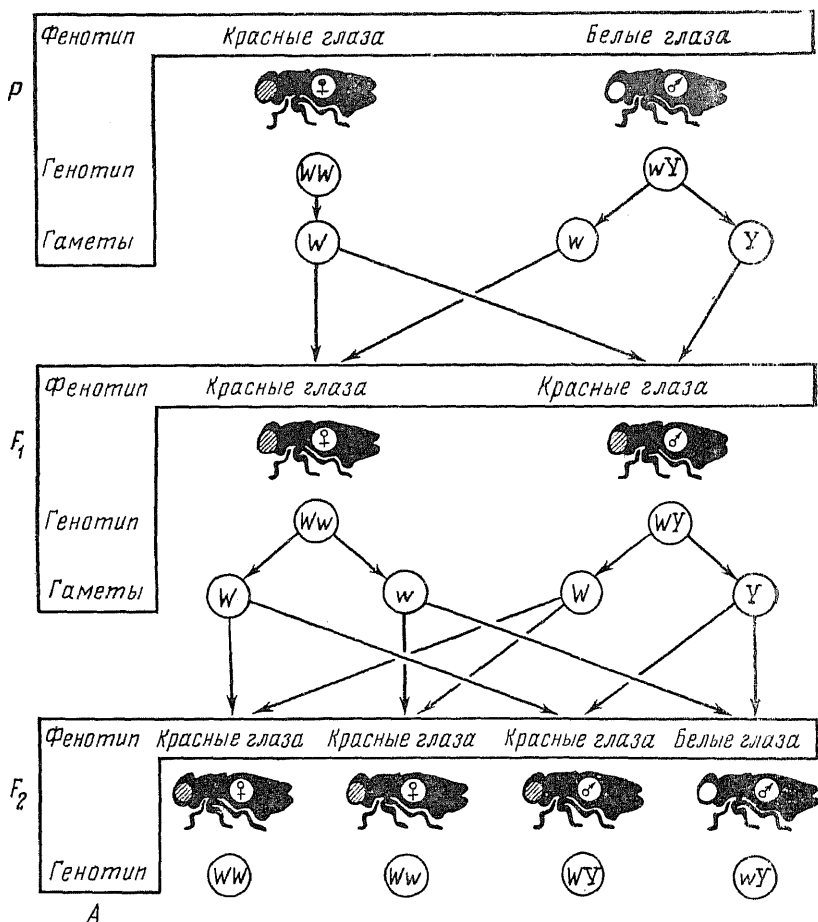 Фенотип Красные глаза Белые глаза
P
♀ ♂
Генотип WW wY
Гаметы W w Y
Фенотип Красные глаза Красные глаза
F₁
♀ ♂
Генотип Ww wY
Гаметы W w W Y
Фенотип Красные глаза Красные глаза Красные глаза Белые глаза
F₂
♀ ♀ ♂ ♂
Генотип WW Ww WY wY
A